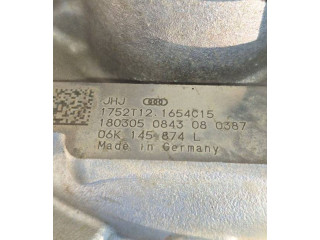 JHJ
1752T12 1654C15
180305 0843 08 0387
06K 145 874 L
Made in Germany